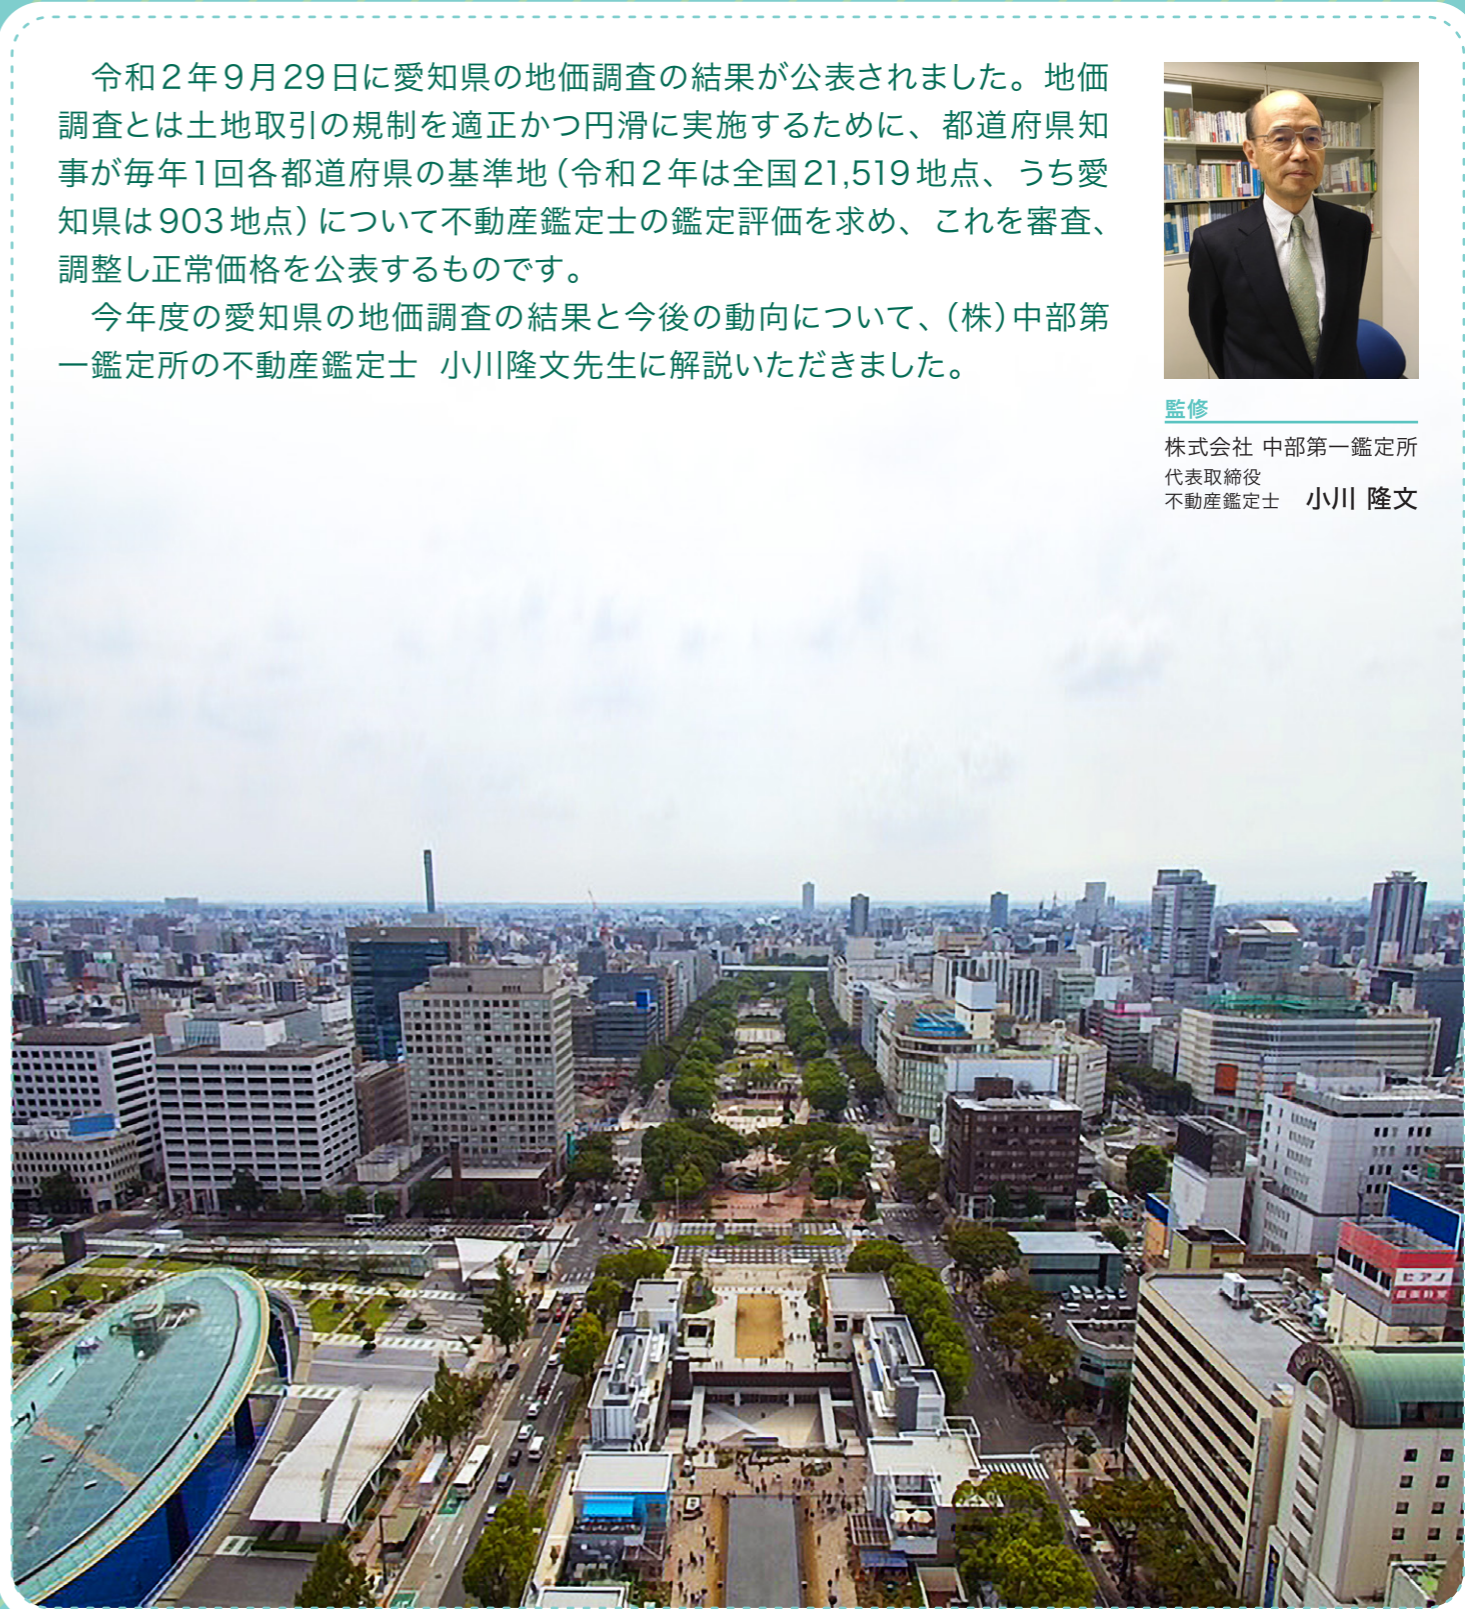 令和2年9月29日に愛知県の地価調査の結果が公表されました。地価
調査とは土地取引の規制を適正かつ円滑に実施するために、都道府県知
事が毎年1回各都道府県の基準地（令和2年は全国21,519地点、うち愛
知県は903地点）について不動産鑑定士の鑑定評価を求め、これを審査、
調整し正常価格を公表するものです。
今年度の愛知県の地価調査の結果と今後の動向について、（株）中部第
一鑑定所の不動産鑑定士 小川隆文先生に解説いただきました。
監修
株式会社 中部第一鑑定所
代表取締役
不動産鑑定士 小川 隆文
ピアノ